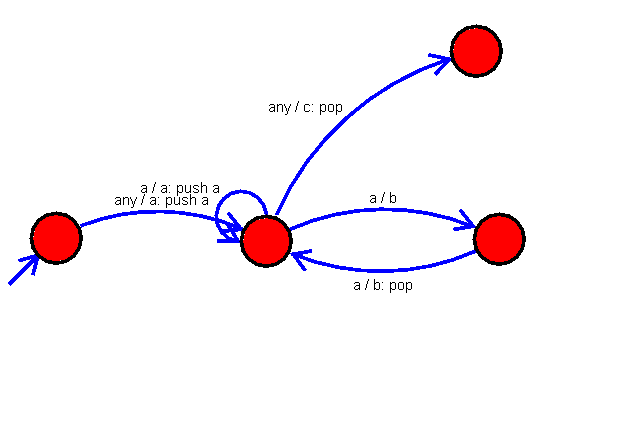 any / c: pop
a / a: push a
any / a: push a
a / b
a / b: pop